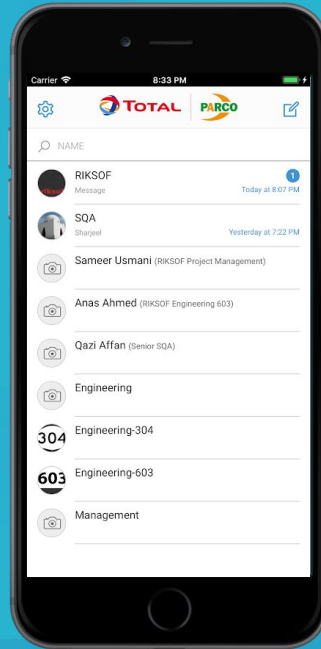 Carrier 8:33 PM
TOTAL PARCO
NAME
RIKSOF 1
Message Today at 8:07 PM
SQA
Sharjeel Yesterday at 7:22 PM
Sameer Usmani (RIKSOF Project Management)
Anas Ahmed (RIKSOF Engineering 603)
Qazi Affan (Senior SQA)
Engineering
304 Engineering-304
603 Engineering-603
Management